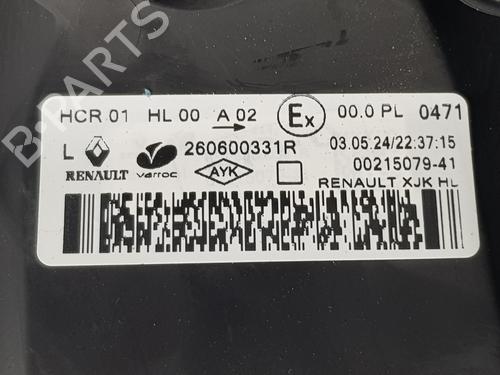 HCR 01 HL 00 A 02 Ex 00.0 PL 0471
L RENAULT varroc 260600331R AYK 03.05.24/22:37:15
00215079-41
RENAULT XJK HL
B-PARTS